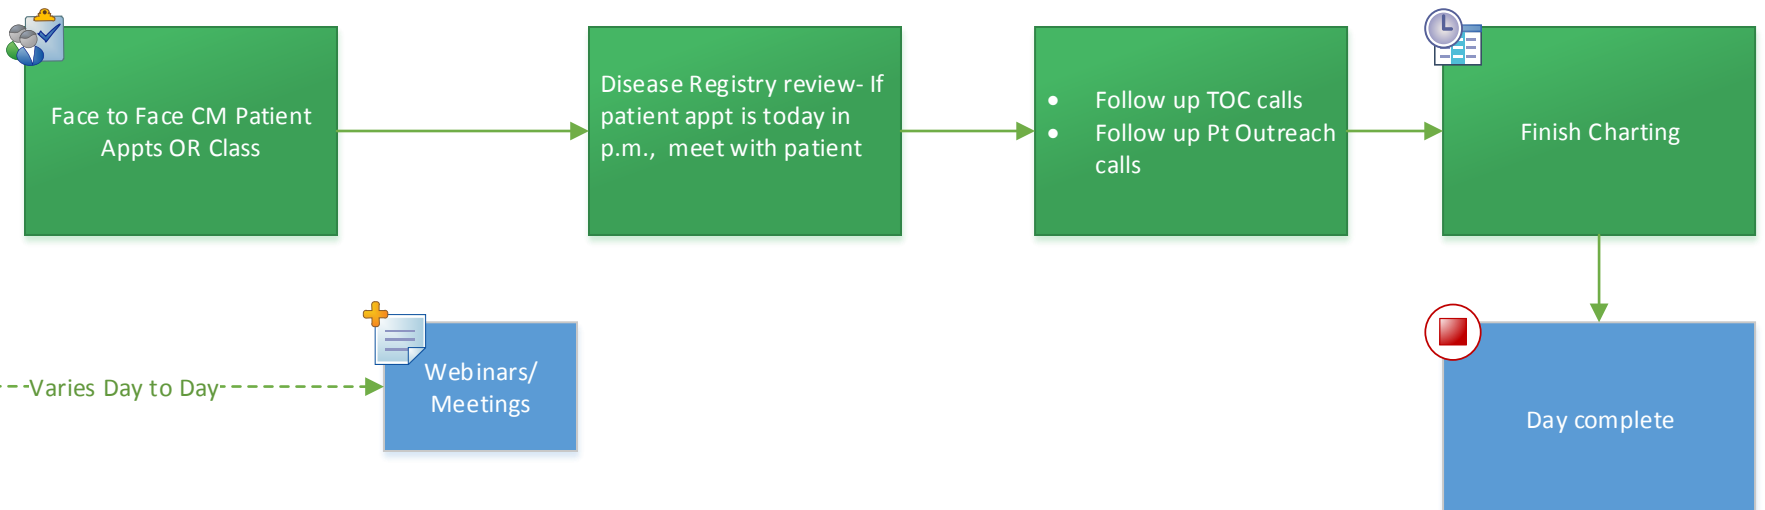 Face to Face CM Patient
Appts OR Class
Disease Registry review- If
patient appt is today in
p.m., meet with patient
• Follow up TOC calls
• Follow up Pt Outreach
calls
Finish Charting
Varies Day to Day
Webinars/
Meetings
Day complete